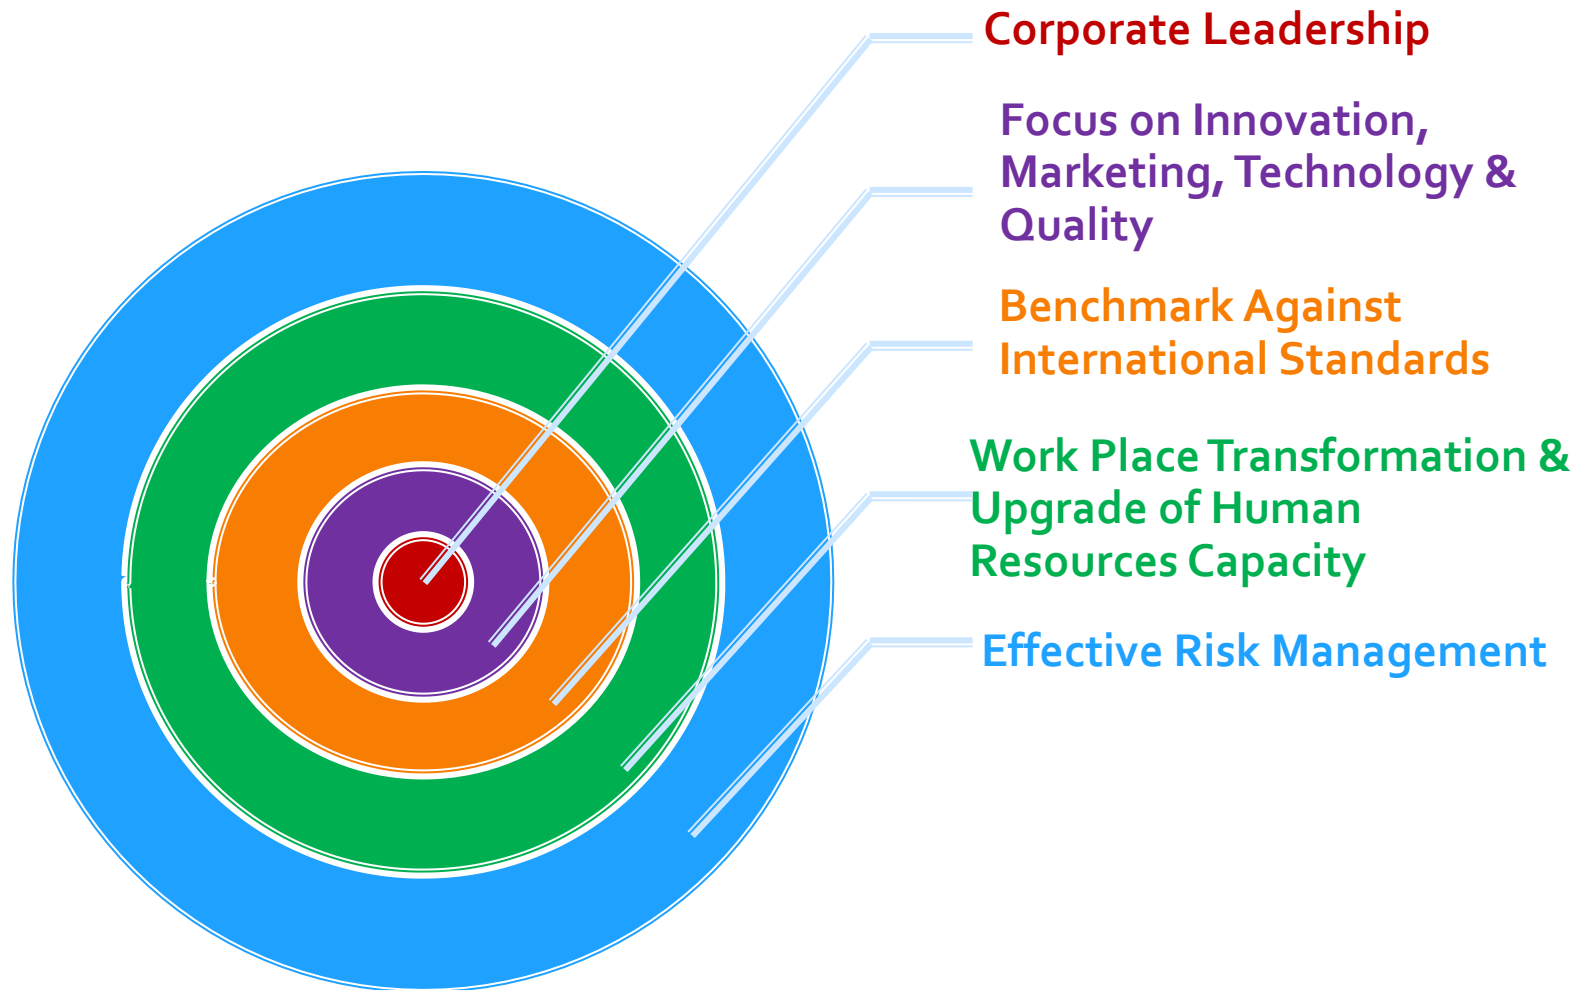 Corporate Leadership
Focus on Innovation,
Marketing, Technology &
Quality
Benchmark Against
International Standards
Work Place Transformation &
Upgrade of Human
Resources Capacity
Effective Risk Management